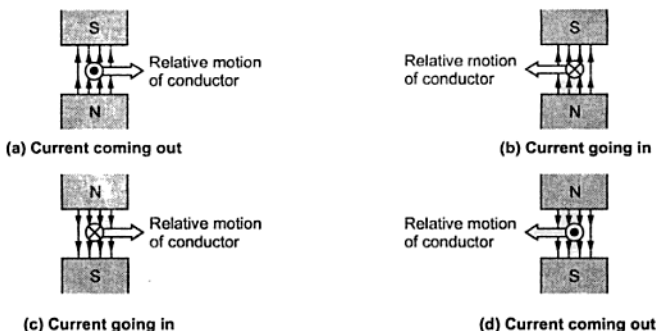 S
Relative motion
of conductor
N
(a) Current coming out
S
Relative rnotion
of conductor
N
(b) Current going in
N
Relative motion
of conductor
S
(c) Current going in
N
Relative motion
of conductor
S
(d) Current coming out